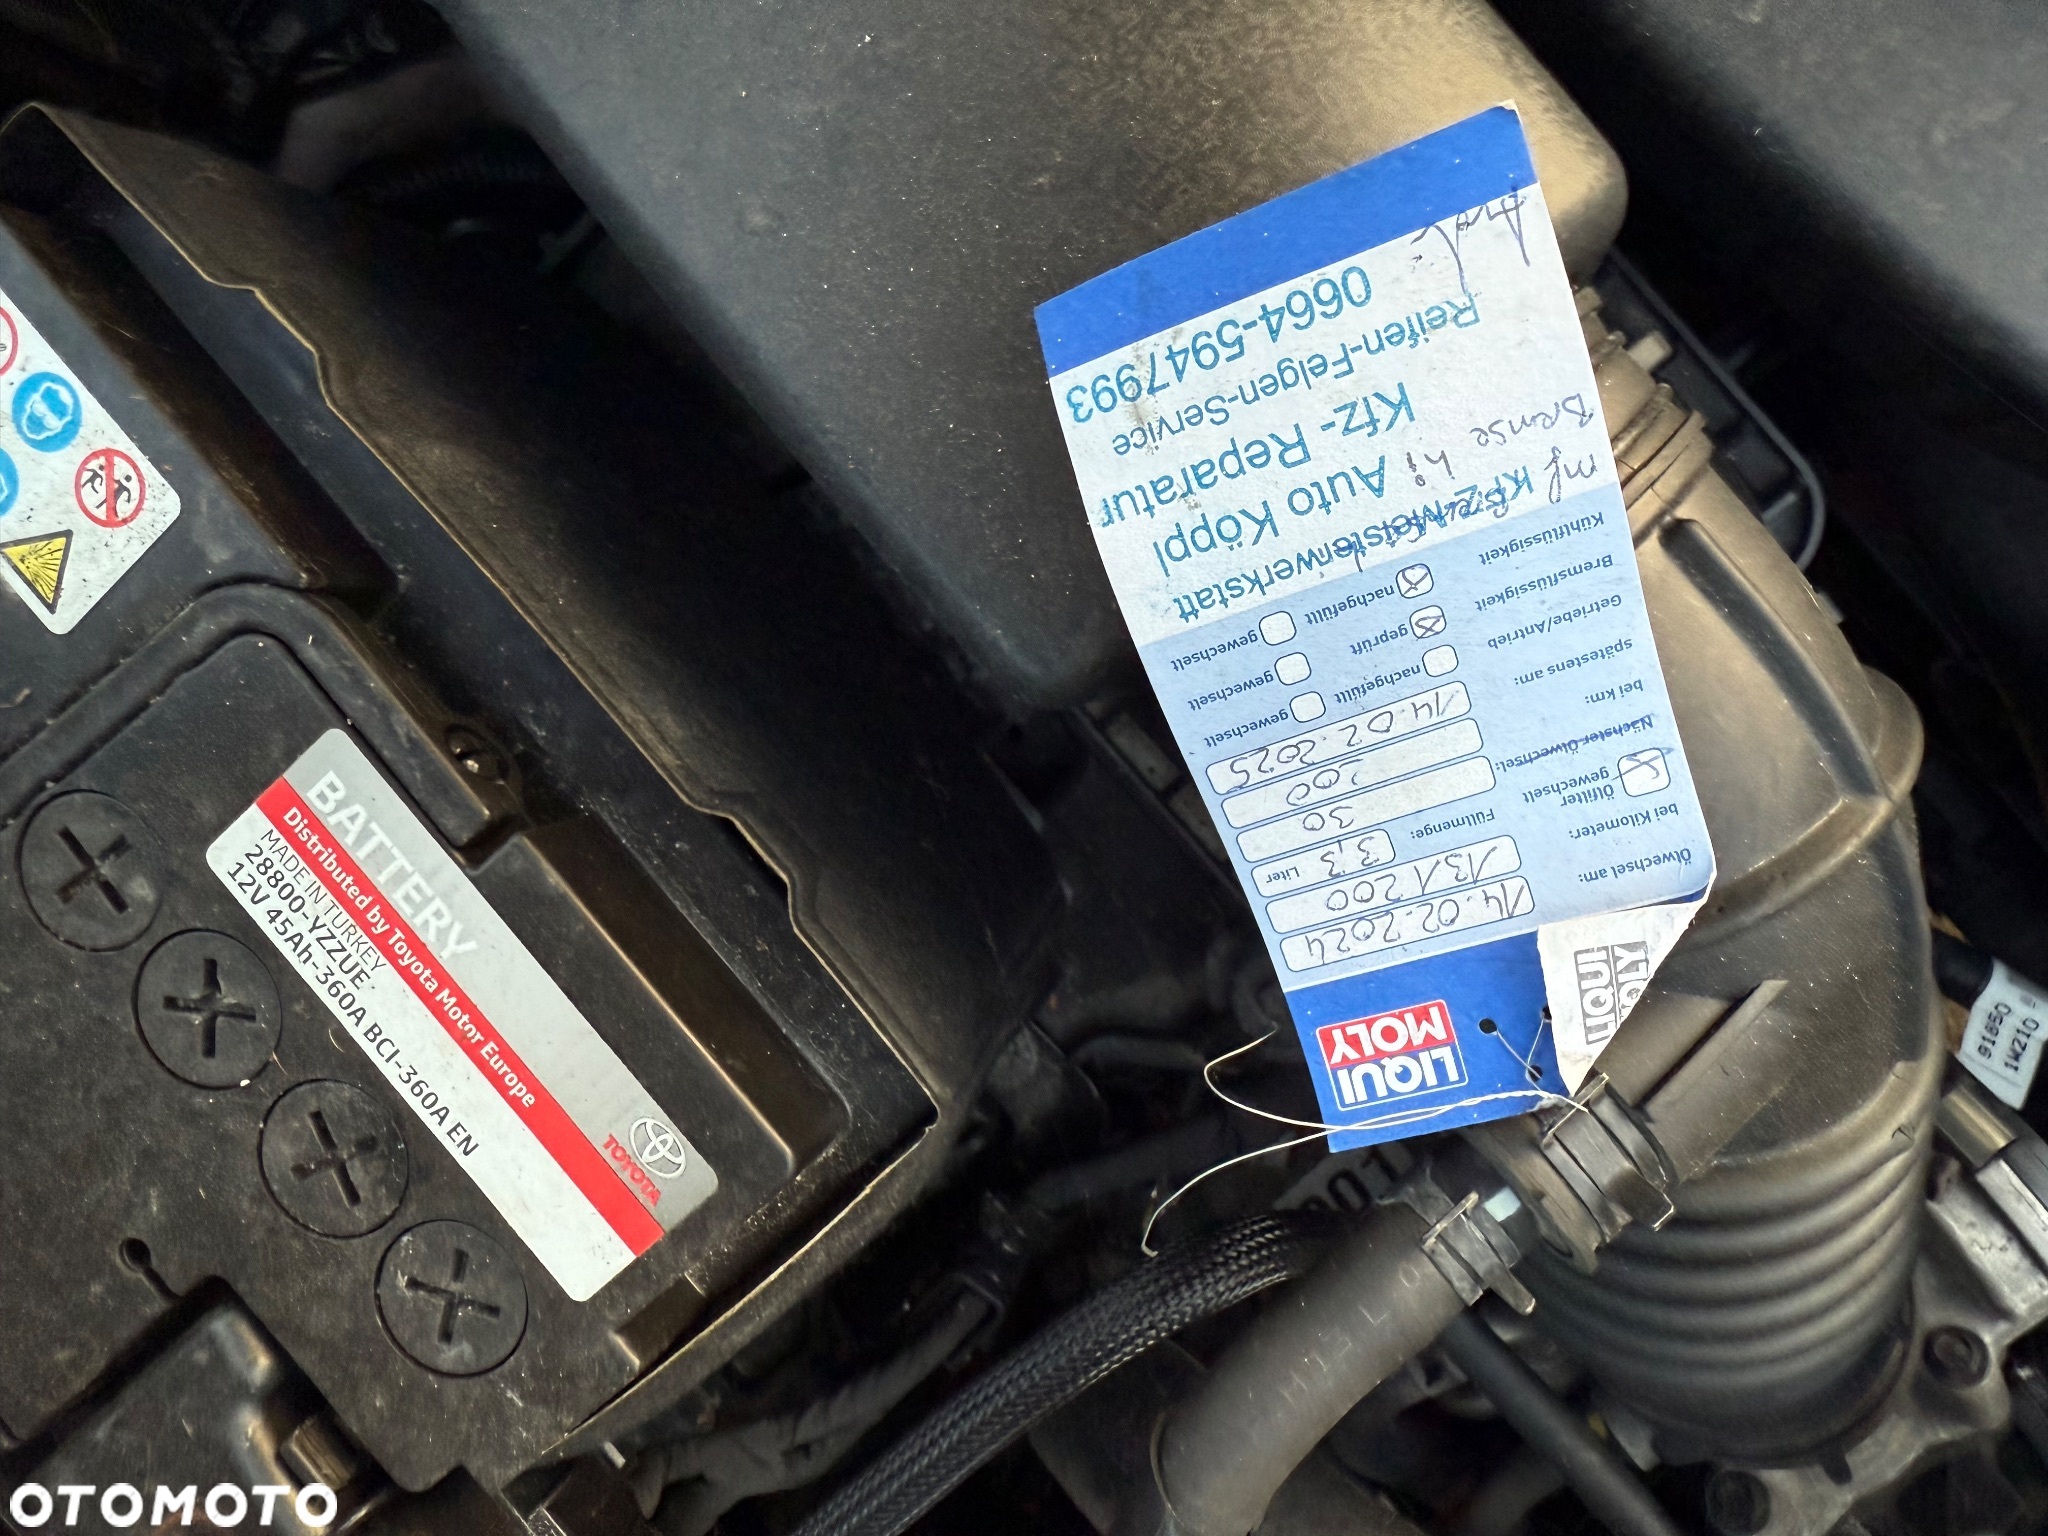 BATTERY
Distributed by Toyota Motor Europe
MADE IN TURKEY
28800-YZZUE
12V 45Ah-360A BCI-360A EN
TOYOTA
LIQUI
MOLY
LIQUI
MOLY
Ölwechsel am: 14.02.2024
bei Kilometer: 131200
Ölfilter gewechselt Füllmenge: 3,3 Liter
Nächster Ölwechsel:
bei km: 30
200
spätestens am: 14.02.2025
Getriebe/Antrieb nachgefüllt gewechselt
Bremsflüssigkeit geprüft gewechselt
Kühlflüssigkeit nachgefüllt gewechselt
KFZ Meisterwerkstatt
Auto Köppl
Kfz- Reparatur
Reifen-Felgen-Service
0664-5947993
Bremse hi
91850
1W210
OTOMOTO